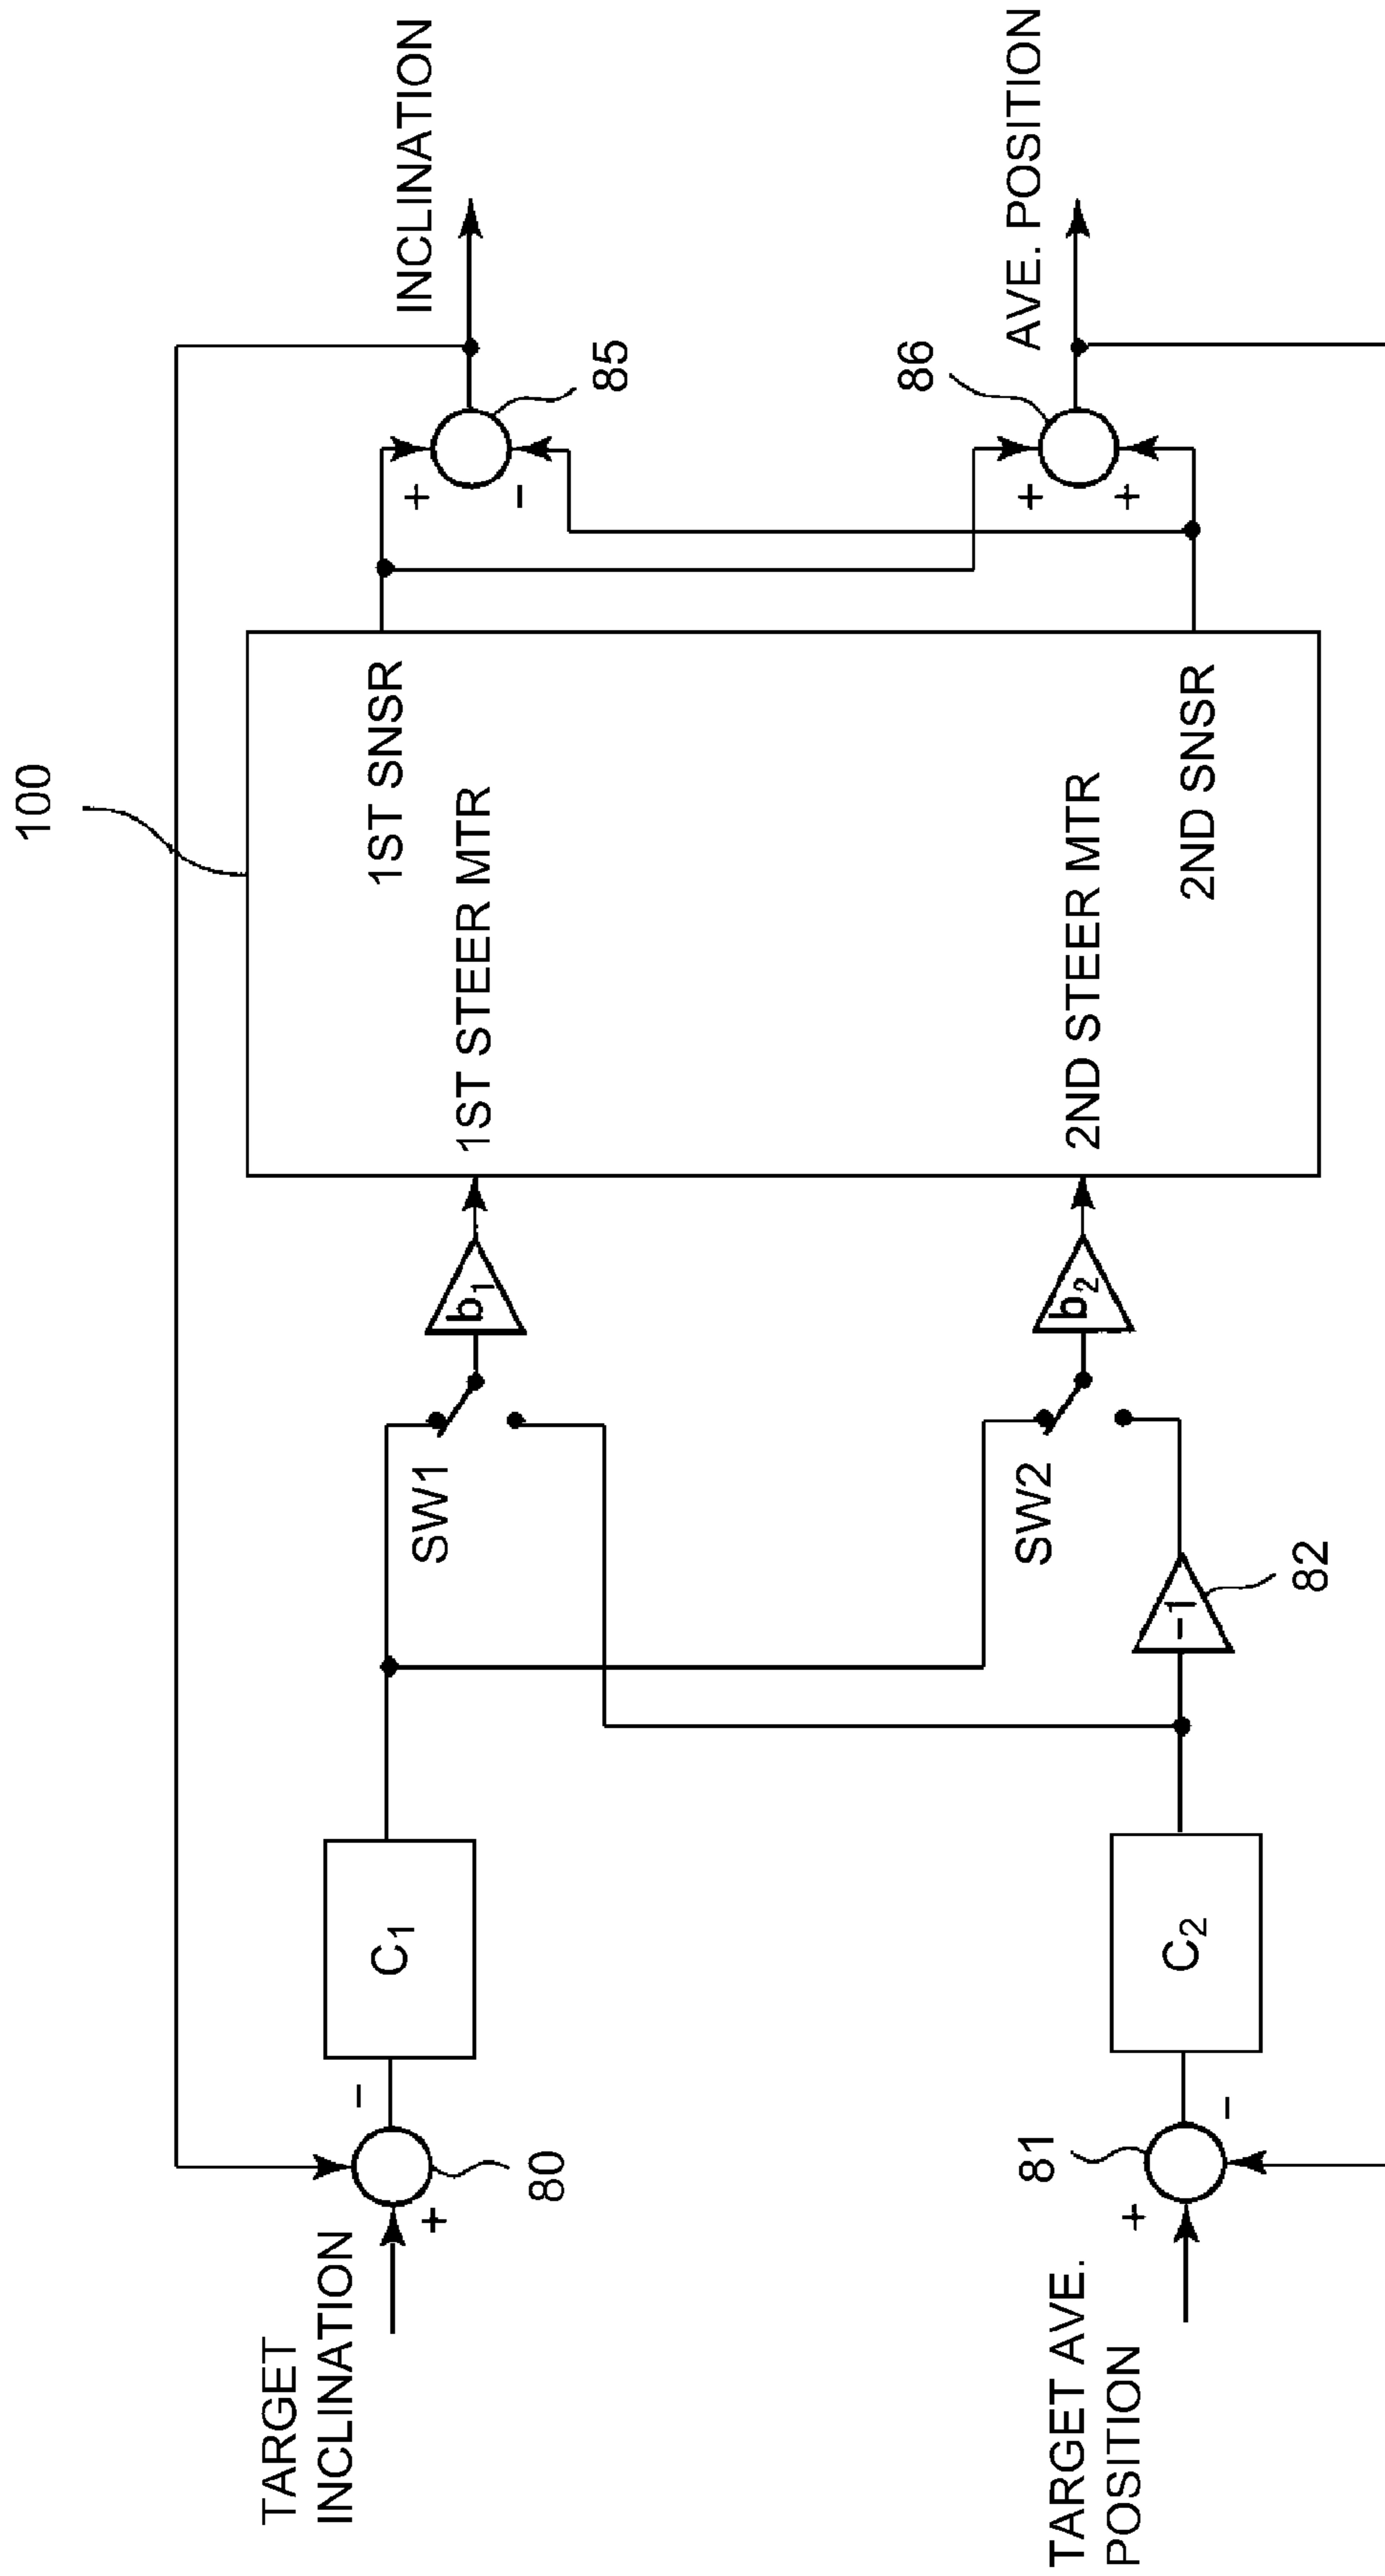 100
TARGET
INCLINATION
+
-
80
C1
SW1
b1
1ST STEER MTR
1ST SNSR
+
-
85
INCLINATION
TARGET AVE.
POSITION
+
-
81
C2
-1
82
SW2
b2
2ND STEER MTR
2ND SNSR
+
+
86
AVE. POSITION